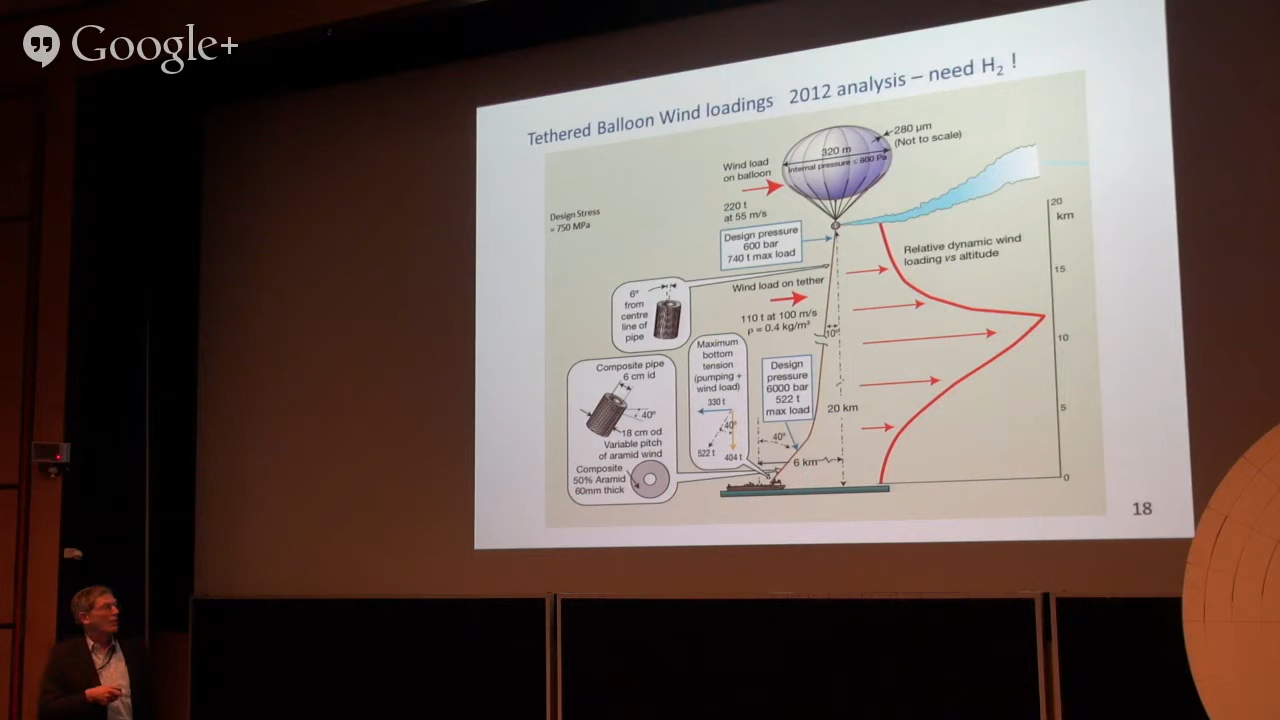 Google+
Tethered Balloon Wind loadings 2012 analysis – need H₂ !
280 µm
(Not to scale)
320 m
Internal pressure ≤ 800 Pa
Wind load
on balloon
220 t
at 55 m/s
Design Stress
= 750 MPa
Design pressure
600 bar
740 t max load
20
km
Relative dynamic wind
loading vs altitude
15
Wind load on tether
110 t at 100 m/s
ρ = 0.4 kg/m³
6°
from
centre
line of
pipe
10°
10
Maximum
bottom
tension
(pumping +
wind load)
330 t
40°
522 t
404 t
Design
pressure
6000 bar
522 t
max load
Composite pipe
6 cm id
40°
18 cm od
Variable pitch
of aramid wind
Composite
50% Aramid
60mm thick
20 km
5
40°
6 km
0
18